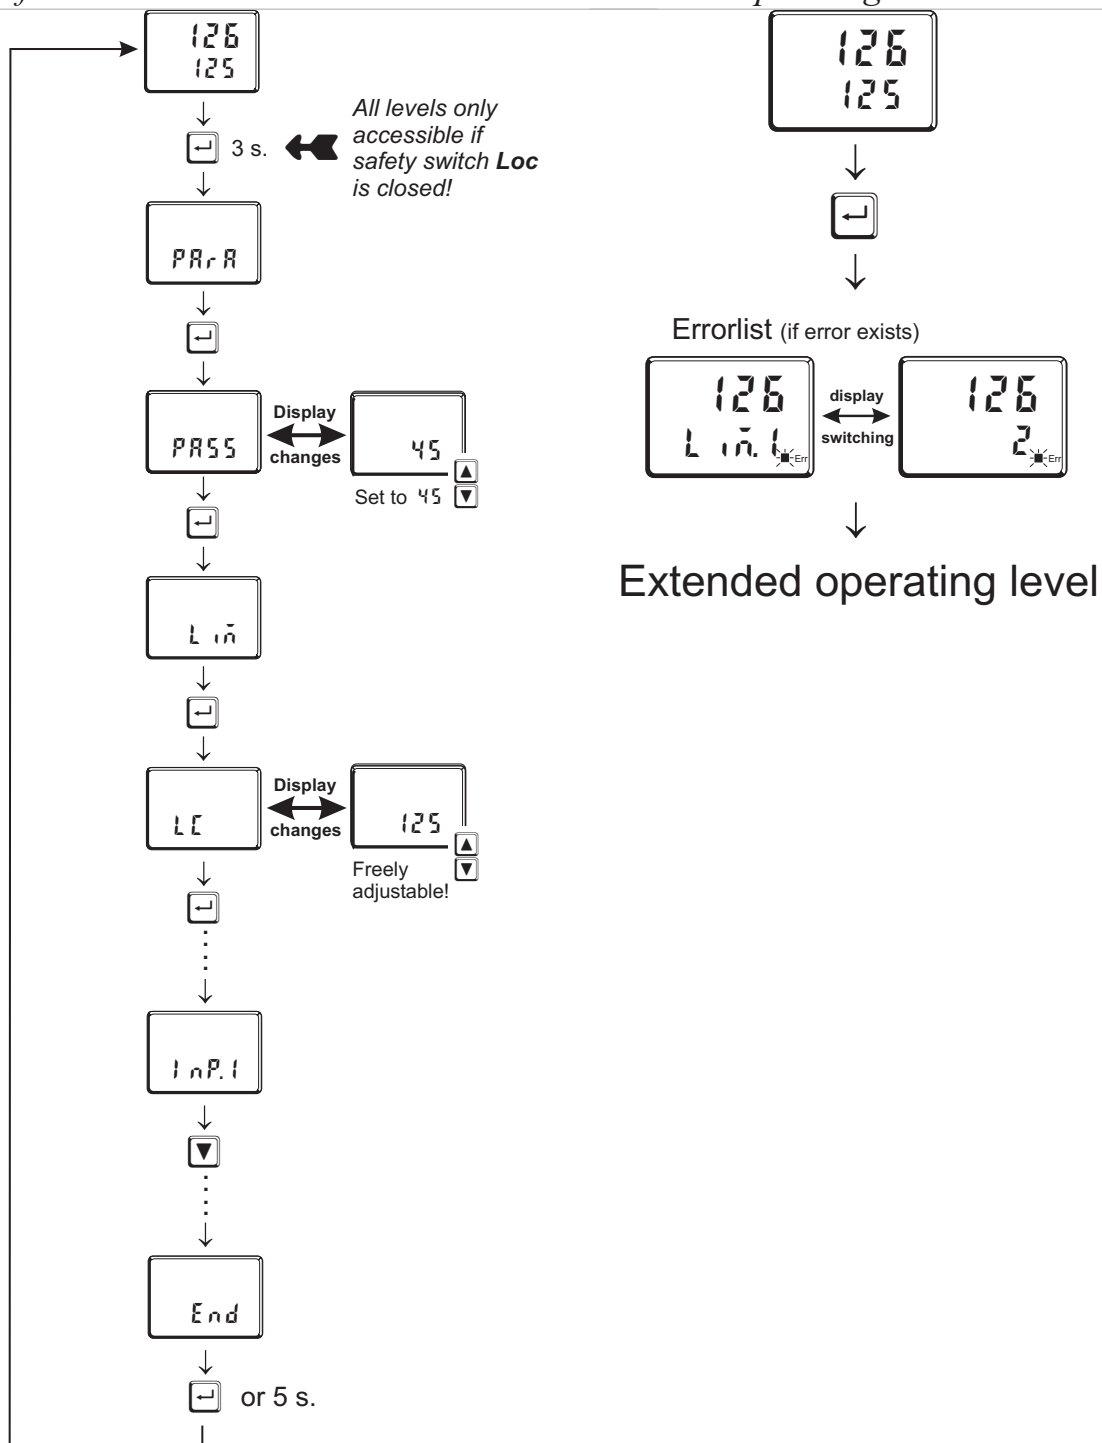 126
125
3 s.
All levels only
accessible if
safety switch Loc
is closed!
PArA
PASS
Display
changes
45
Set to 45
Lim
LC
Display
changes
125
Freely
adjustable!
InP.1
End
or 5 s.
126
125
Errorlist (if error exists)
126
Lim.1
Err
display
switching
126
2
Err
Extended operating level